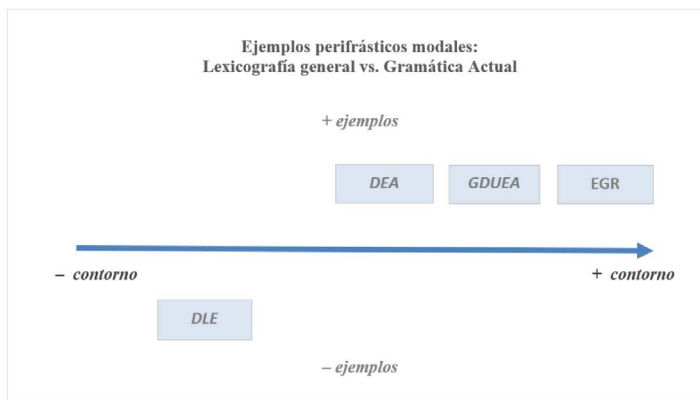 Ejemplos perifrásticos modales:
Lexicografía general vs. Gramática Actual
+ ejemplos
DEA GDUEA EGR
– contorno + contorno
DLE
– ejemplos